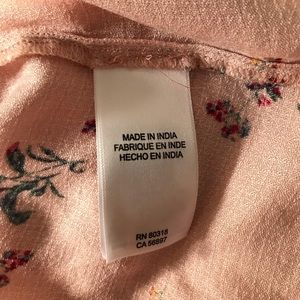 MADE IN INDIA
FABRIQUE EN INDE
HECHO EN INDIA
RN 80318
CA 56897